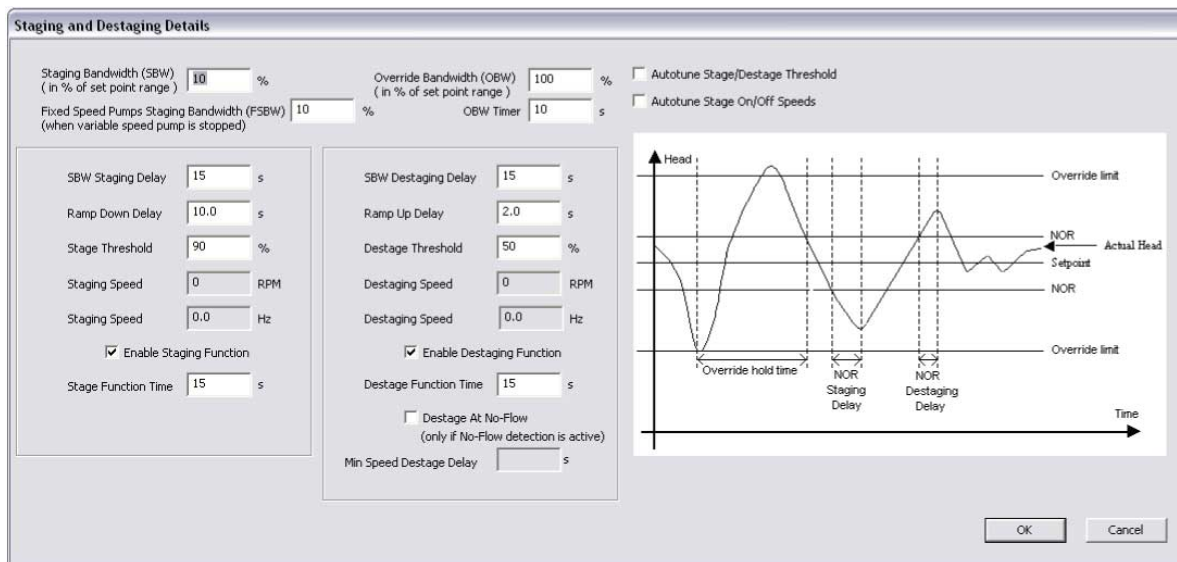 Staging and Destaging Details
Staging Bandwidth (SBW)
( in % of set point range )
10 %
Fixed Speed Pumps Staging Bandwidth (FSBW)
(when variable speed pump is stopped)
10 %
Override Bandwidth (OBW)
( in % of set point range )
100 %
OBW Timer 10 s
Autotune Stage/Destage Threshold
Autotune Stage On/Off Speeds
SBW Staging Delay 15 s
Ramp Down Delay 10.0 s
Stage Threshold 90 %
Staging Speed 0 RPM
Staging Speed 0.0 Hz
Enable Staging Function
Stage Function Time 15 s
SBW Destaging Delay 15 s
Ramp Up Delay 2.0 s
Destage Threshold 50 %
Destaging Speed 0 RPM
Destaging Speed 0.0 Hz
Enable Destaging Function
Destage Function Time 15 s
Destage At No-Flow
(only if No-Flow detection is active)
Min Speed Destage Delay s
Head
Override limit
NOR
Actual Head
Setpoint
NOR
Override limit
Override hold time
NOR
Staging
Delay
NOR
Destaging
Delay
Time
OK
Cancel